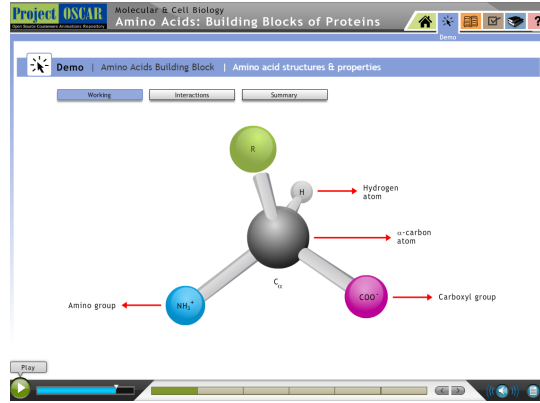 Project OSCAR
Open Source Courseware Animations Repository
Molecular & Cell Biology
Amino Acids: Building Blocks of Proteins
?
Demo
Demo | Amino Acids Building Block | Amino acid structures & properties
Working Interactions Summary
R
H
Hydrogen
atom
α-carbon
atom
Cα
Amino group
NH3+
COO-
Carboxyl group
Play